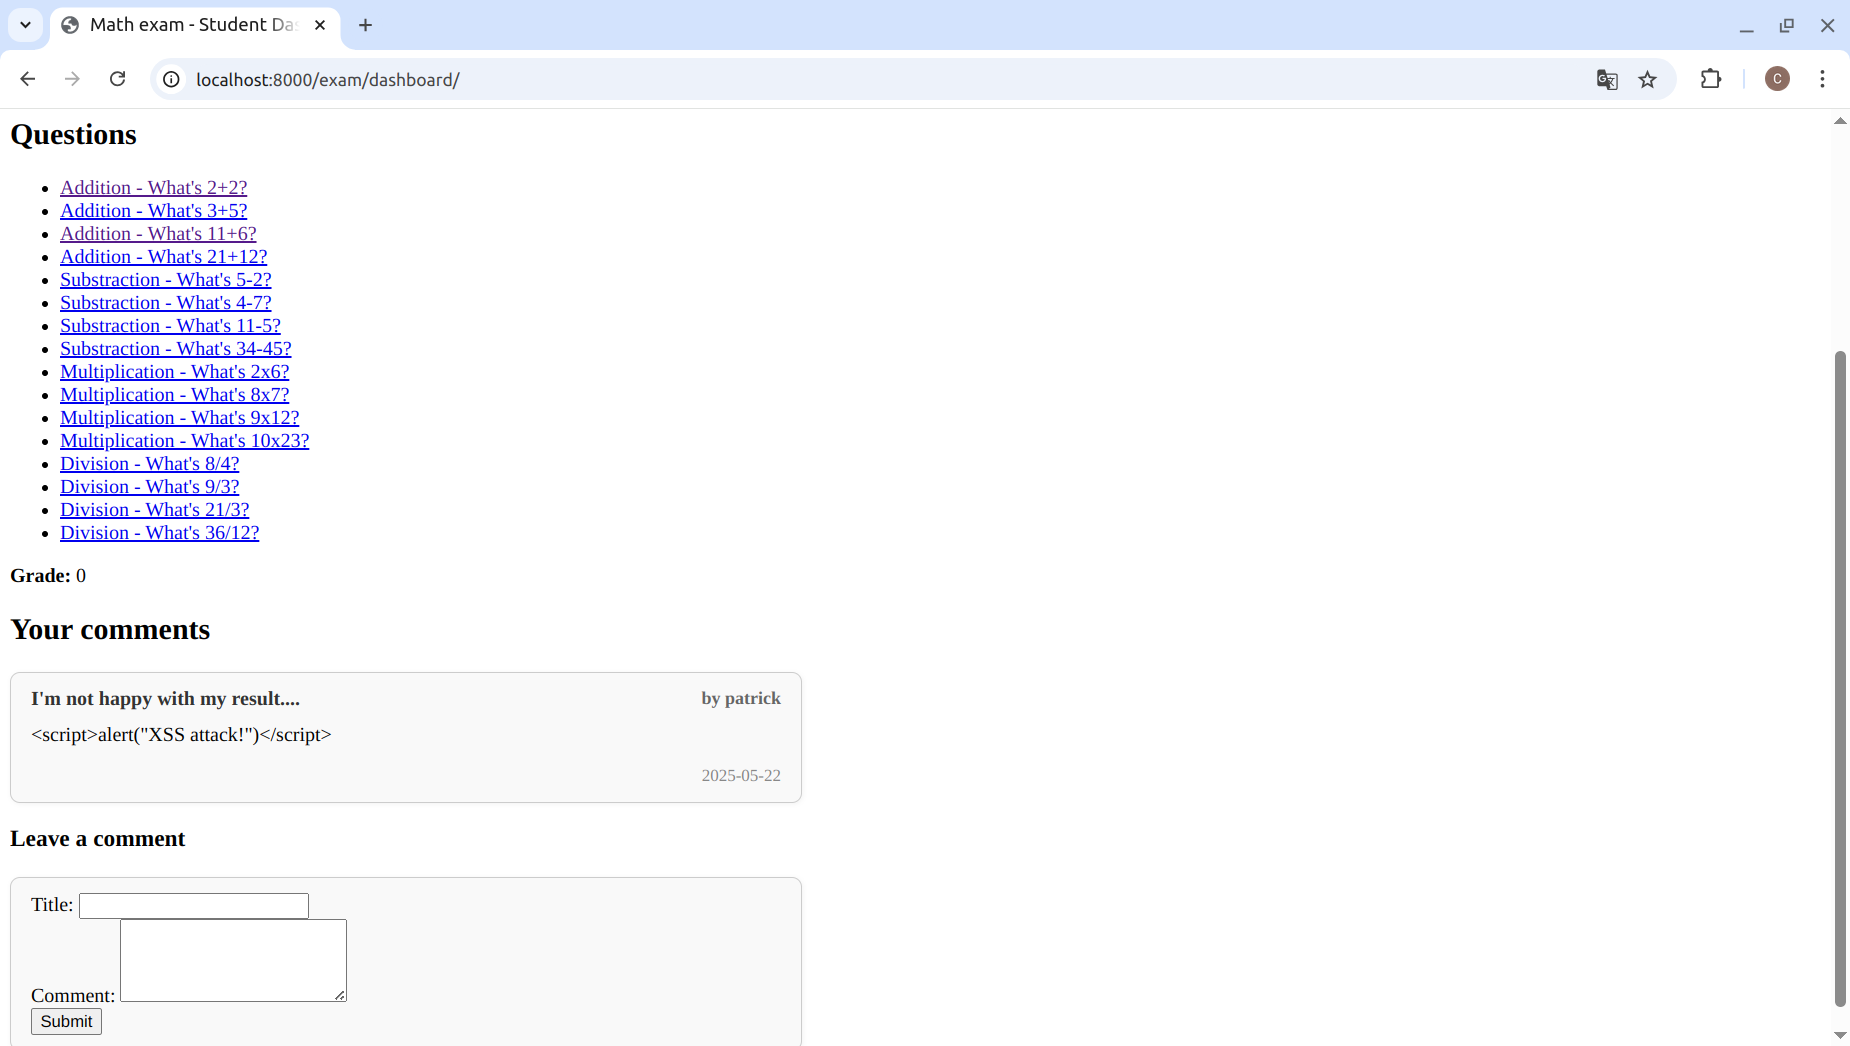 Math exam - Student Das
localhost:8000/exam/dashboard/
C
Questions
Addition - What's 2+2?
Addition - What's 3+5?
Addition - What's 11+6?
Addition - What's 21+12?
Substraction - What's 5-2?
Substraction - What's 4-7?
Substraction - What's 11-5?
Substraction - What's 34-45?
Multiplication - What's 2x6?
Multiplication - What's 8x7?
Multiplication - What's 9x12?
Multiplication - What's 10x23?
Division - What's 8/4?
Division - What's 9/3?
Division - What's 21/3?
Division - What's 36/12?
Grade: 0
Your comments
I'm not happy with my result.... by patrick
<script>alert("XSS attack!")</script>
2025-05-22
Leave a comment
Title:
Comment:
Submit